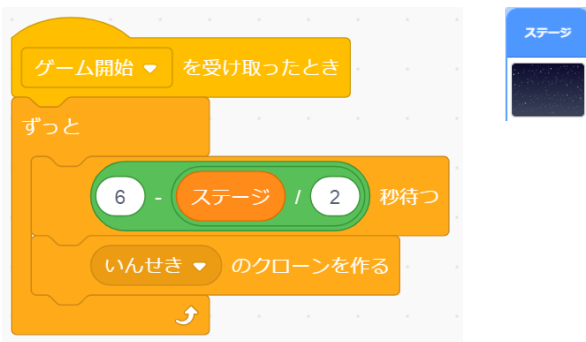 ゲーム開始 を受け取ったとき
ずっと
6 - ステージ / 2 秒待つ
いんせき のクローンを作る
ステージ